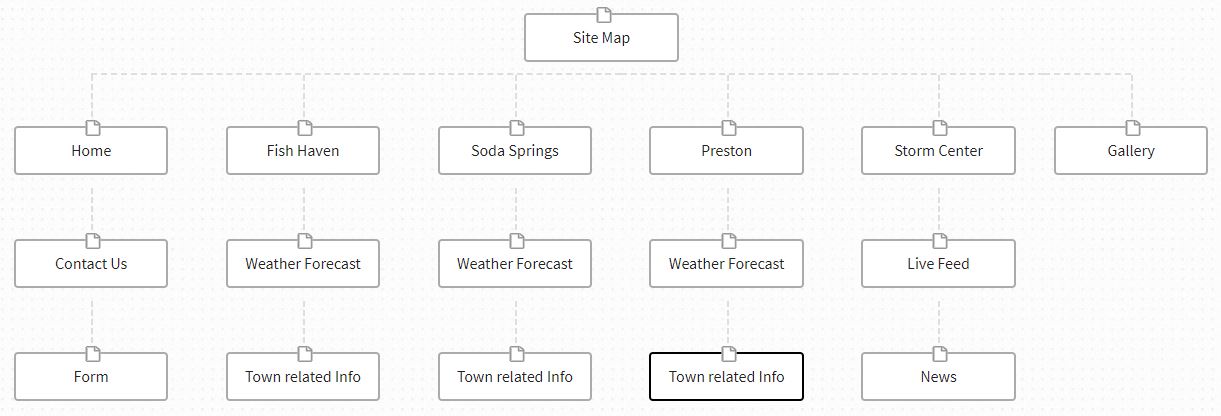 Site Map
Home
Fish Haven
Soda Springs
Preston
Storm Center
Gallery
Contact Us
Weather Forecast
Weather Forecast
Weather Forecast
Live Feed
Form
Town related Info
Town related Info
Town related Info
News